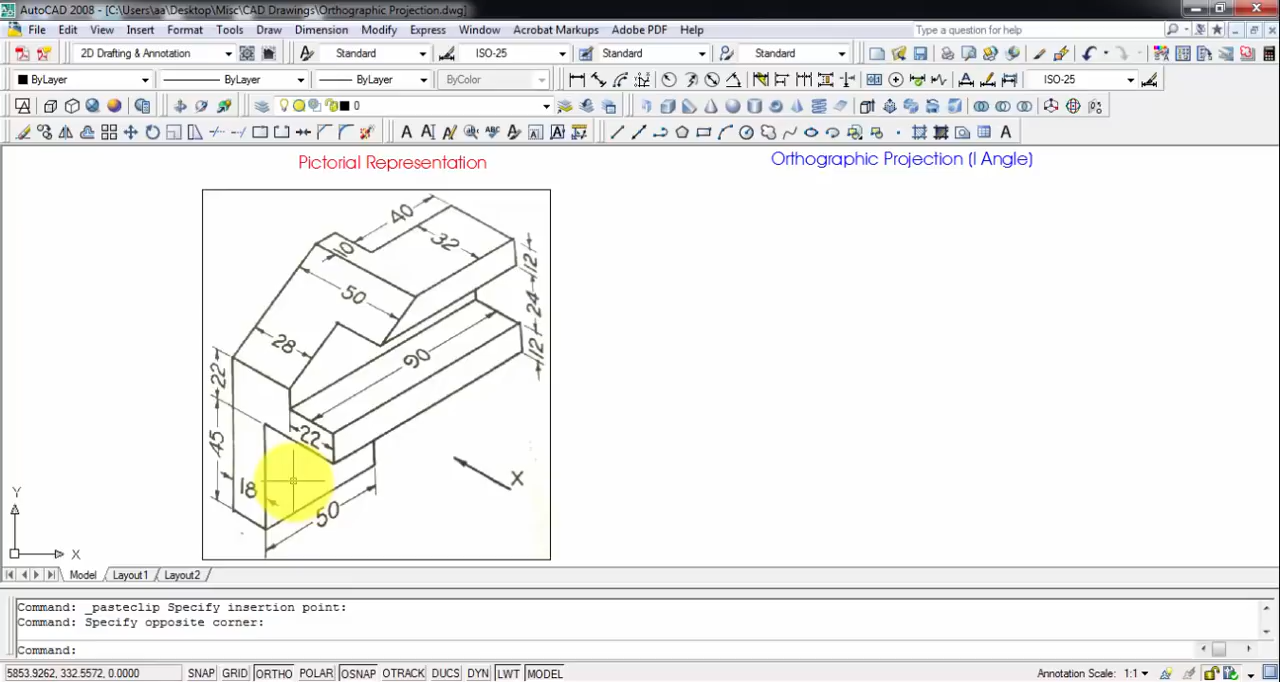 AutoCAD 2008 - [C:\Users\aa\Desktop\Misc\CAD Drawings\Orthographic Projection.dwg]
File Edit View Insert Format Tools Draw Dimension Modify Express Window Acrobat Markups PDF Help Type a question for help
2D Drafting & Annotation Standard ISO-25 Standard Standard
ByLayer ByLayer ByLayer ByColor ISO-25
0
Pictorial Representation
Orthographic Projection (I Angle)
40
32
10
12
50
24
28
90
12
22
22
45
18
X
50
Y
X
Model Layout1 Layout2
Command: _pasteclip Specify insertion point:
Command: Specify opposite corner:
Command:
5853.9262, 332.5572, 0.0000 SNAP GRID ORTHO POLAR OSNAP OTRACK DUCS DYN LWT MODEL Annotation Scale: 1:1